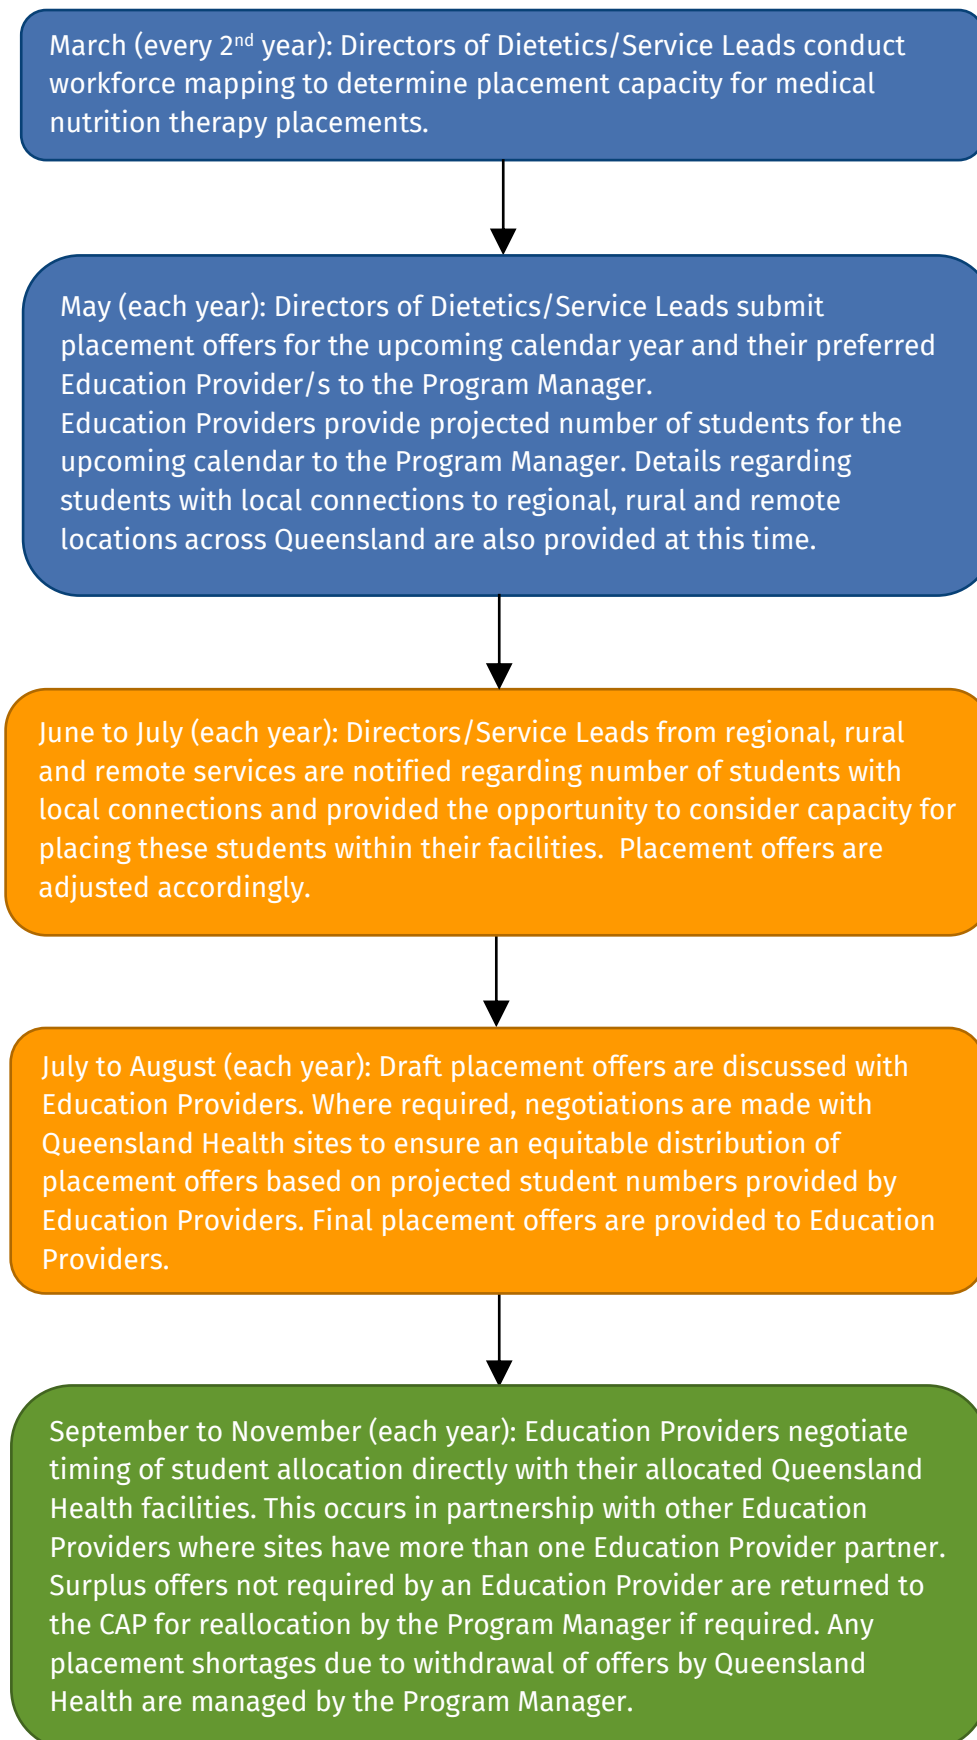 March (every 2nd year): Directors of Dietetics/Service Leads conduct
workforce mapping to determine placement capacity for medical
nutrition therapy placements.
May (each year): Directors of Dietetics/Service Leads submit
placement offers for the upcoming calendar year and their preferred
Education Provider/s to the Program Manager.
Education Providers provide projected number of students for the
upcoming calendar to the Program Manager. Details regarding
students with local connections to regional, rural and remote
locations across Queensland are also provided at this time.
June to July (each year): Directors/Service Leads from regional, rural
and remote services are notified regarding number of students with
local connections and provided the opportunity to consider capacity for
placing these students within their facilities.  Placement offers are
adjusted accordingly.
July to August (each year): Draft placement offers are discussed with
Education Providers. Where required, negotiations are made with
Queensland Health sites to ensure an equitable distribution of
placement offers based on projected student numbers provided by
Education Providers. Final placement offers are provided to Education
Providers.
September to November (each year): Education Providers negotiate
timing of student allocation directly with their allocated Queensland
Health facilities. This occurs in partnership with other Education
Providers where sites have more than one Education Provider partner.
Surplus offers not required by an Education Provider are returned to
the CAP for reallocation by the Program Manager if required. Any
placement shortages due to withdrawal of offers by Queensland
Health are managed by the Program Manager.